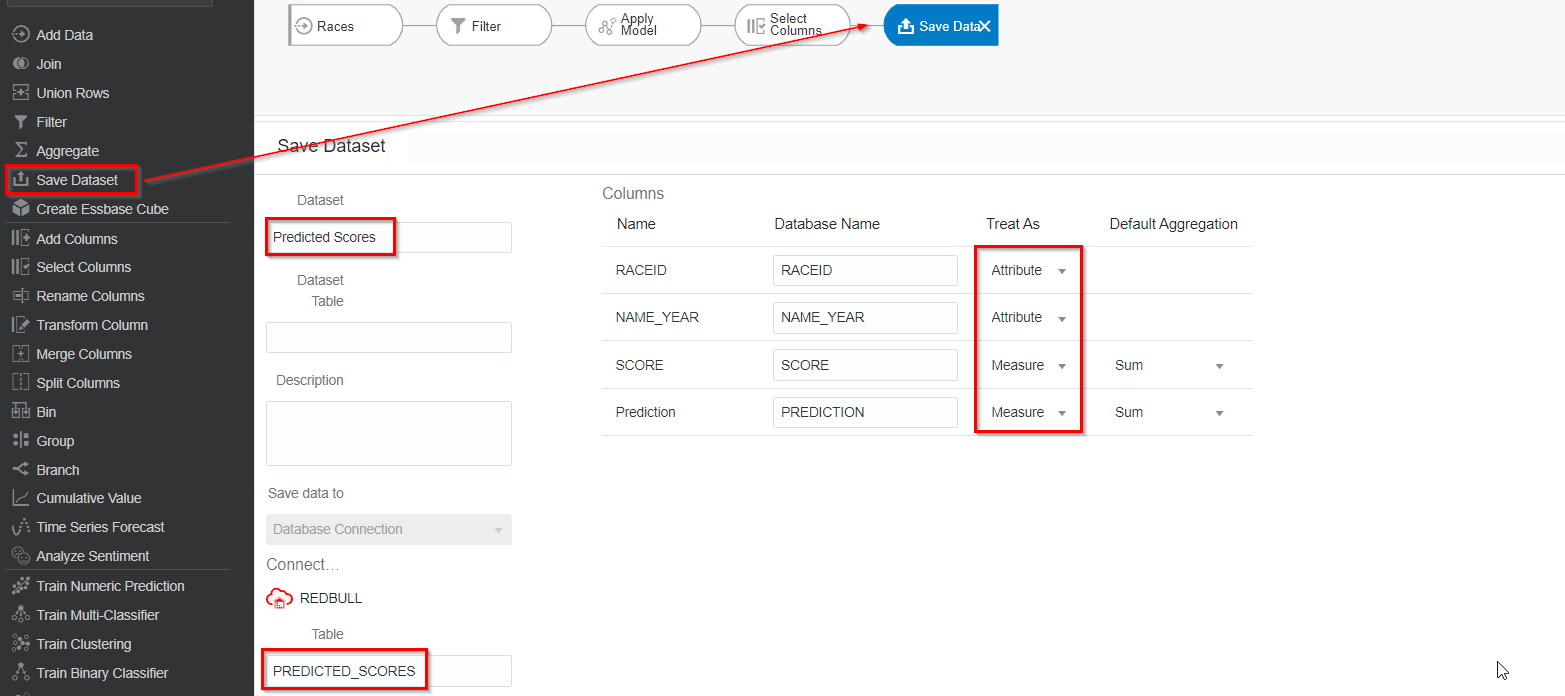 Add Data
Join
Union Rows
Filter
Aggregate
Save Dataset
Create Essbase Cube
Add Columns
Select Columns
Rename Columns
Transform Column
Merge Columns
Split Columns
Bin
Group
Branch
Cumulative Value
Time Series Forecast
Analyze Sentiment
Train Numeric Prediction
Train Multi-Classifier
Train Clustering
Train Binary Classifier
Races
Filter
Apply
Model
Select
Columns
Save Data
Save Dataset
Dataset
Predicted Scores
Dataset
Table
Description
Save data to
Database Connection
Connect…
REDBULL
Table
PREDICTED_SCORES
Columns
Name Database Name Treat As Default Aggregation
RACEID RACEID Attribute
NAME_YEAR NAME_YEAR Attribute
SCORE SCORE Measure Sum
Prediction PREDICTION Measure Sum